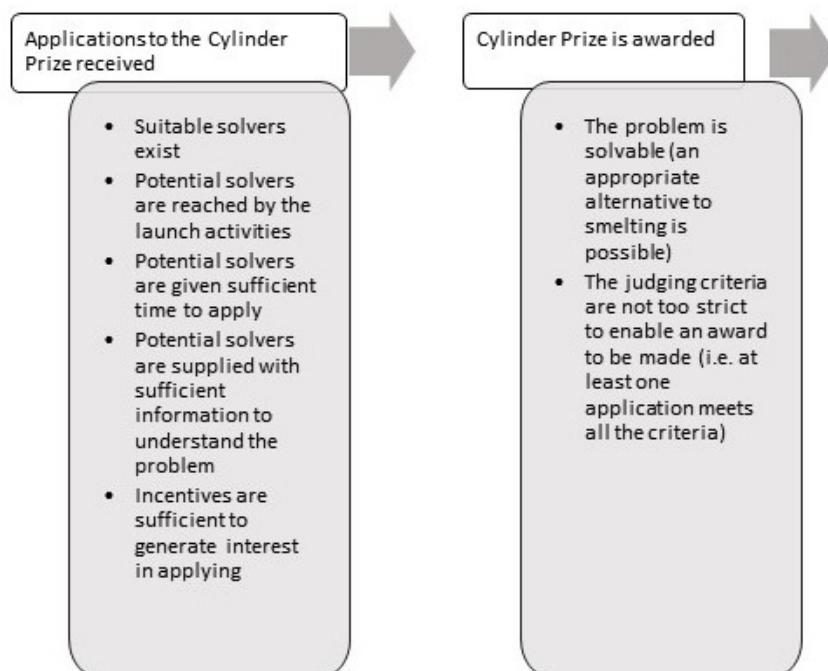 Applications to the Cylinder
Prize received
• Suitable solvers
exist
• Potential solvers
are reached by the
launch activities
• Potential solvers
are given sufficient
time to apply
• Potential solvers
are supplied with
sufficient
information to
understand the
problem
• Incentives are
sufficient to
generate interest
in applying
Cylinder Prize is awarded
• The problem is
solvable (an
appropriate
alternative to
smelting is
possible)
• The judging criteria
are not too strict
to enable an award
to be made (i.e. at
least one
application meets
all the criteria)